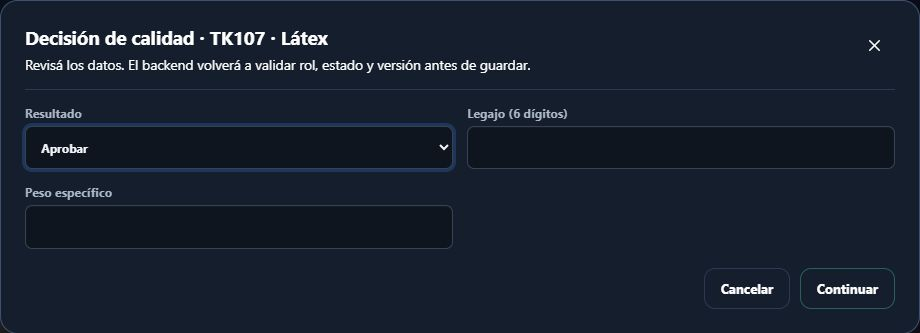 Decisión de calidad · TK107 · Látex
Revisá los datos. El backend volverá a validar rol, estado y versión antes de guardar.
Resultado
Legajo (6 dígitos)
Aprobar
Peso específico
Cancelar
Continuar